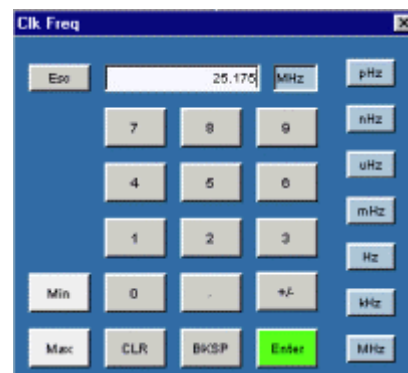 Clk Freq
Esc 25.175 MHz pHz
7 8 9 nHz
uHz
4 5 6 mHz
1 2 3 Hz
Min 0 . +/- kHz
Max CLR BKSP Enter MHz